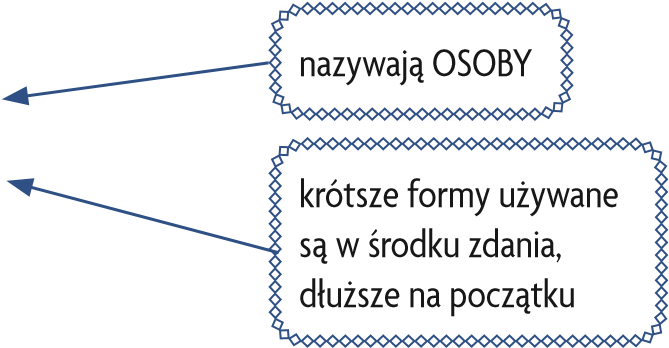 nazywają OSOBY
krótsze formy używane
są w środku zdania,
dłuższe na początku